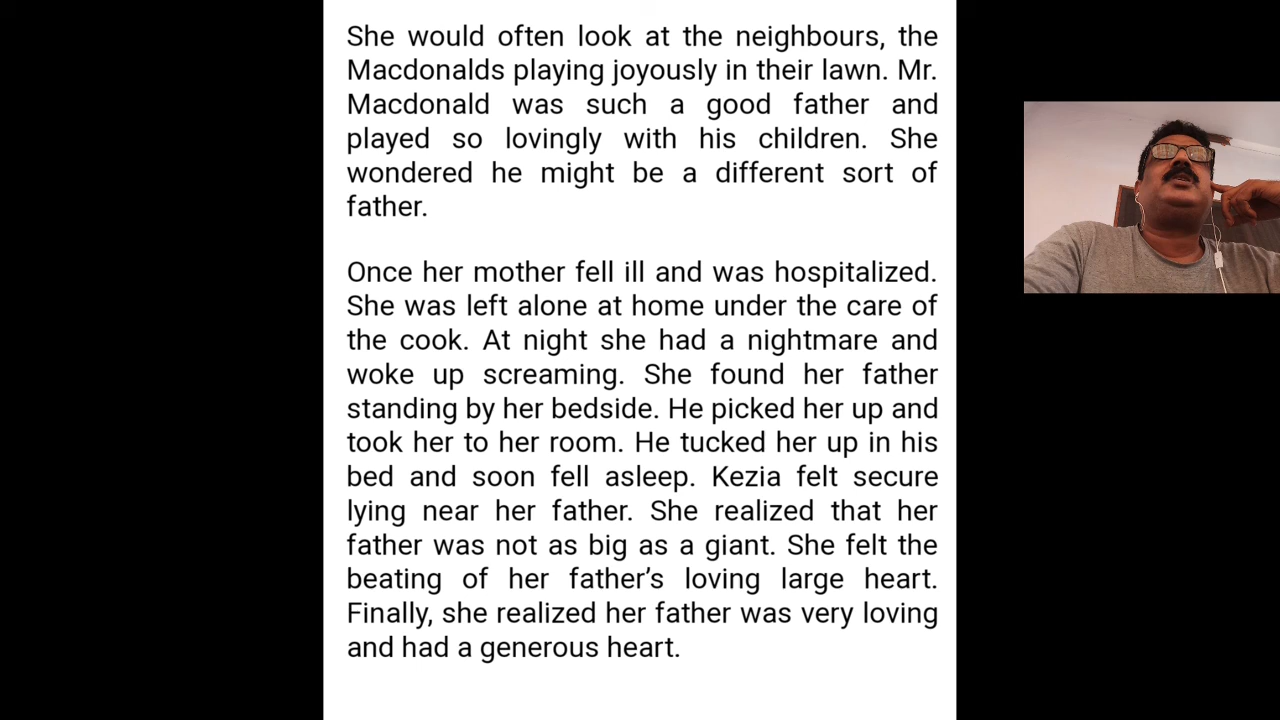 She would often look at the neighbours, the
Macdonalds playing joyously in their lawn. Mr.
Macdonald was such a good father and
played so lovingly with his children. She
wondered he might be a different sort of
father.
Once her mother fell ill and was hospitalized.
She was left alone at home under the care of
the cook. At night she had a nightmare and
woke up screaming. She found her father
standing by her bedside. He picked her up and
took her to her room. He tucked her up in his
bed and soon fell asleep. Kezia felt secure
lying near her father. She realized that her
father was not as big as a giant. She felt the
beating of her father’s loving large heart.
Finally, she realized her father was very loving
and had a generous heart.